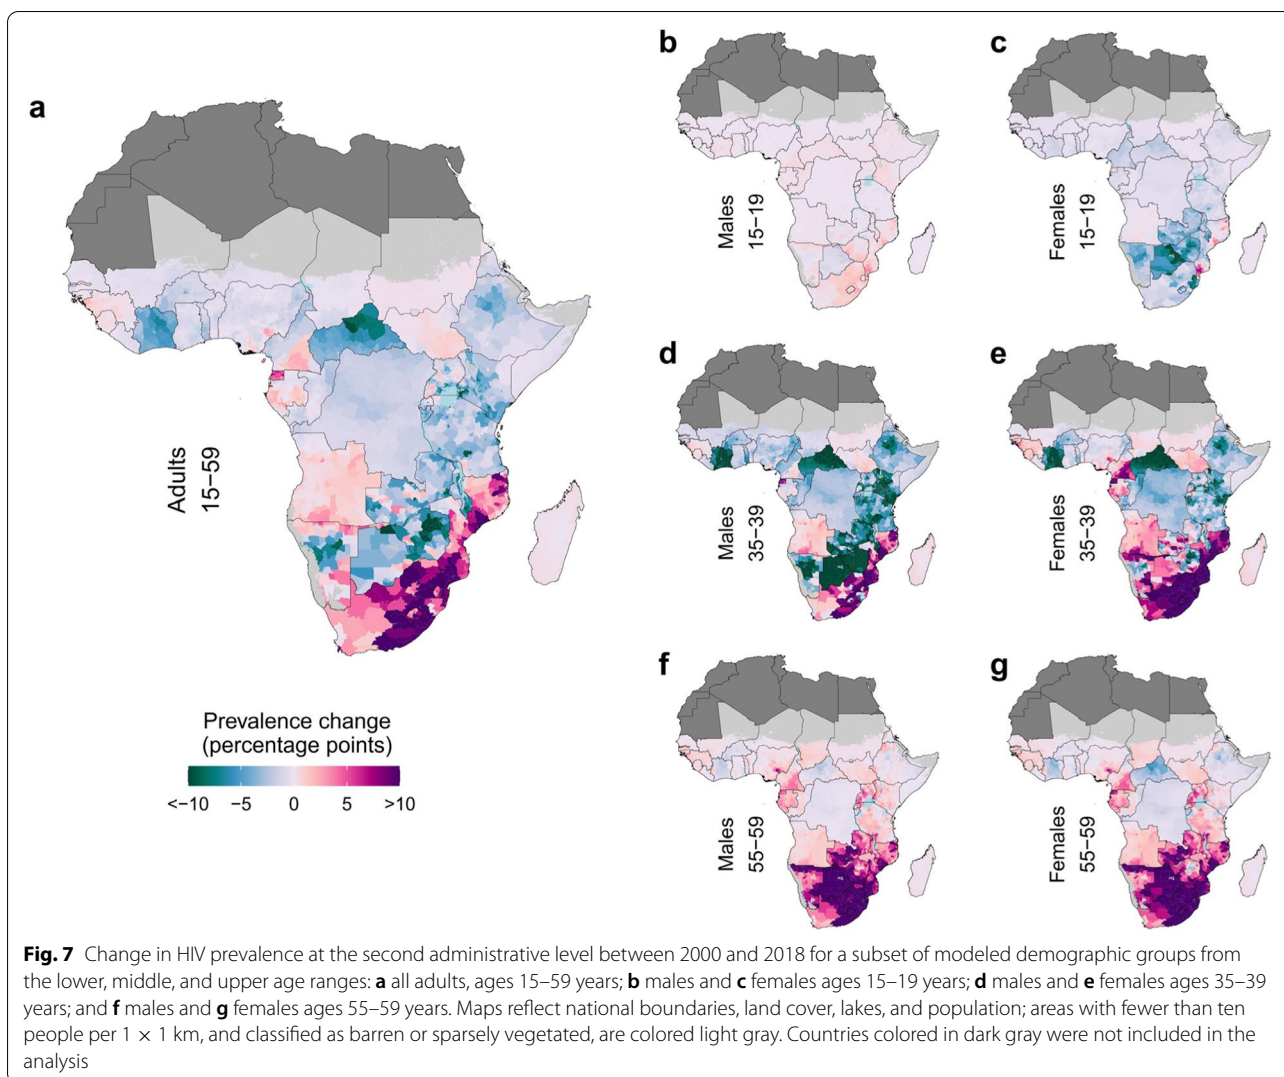 a
Adults
15–59
Prevalence change
(percentage points)
<−10 −5 0 5 >10
b
Males
15–19
c
Females
15–19
d
Males
35–39
e
Females
35–39
f
Males
55–59
g
Females
55–59
Fig. 7 Change in HIV prevalence at the second administrative level between 2000 and 2018 for a subset of modeled demographic groups from
the lower, middle, and upper age ranges: a all adults, ages 15–59 years; b males and c females ages 15–19 years; d males and e females ages 35–39
years; and f males and g females ages 55–59 years. Maps reflect national boundaries, land cover, lakes, and population; areas with fewer than ten
people per 1 × 1 km, and classified as barren or sparsely vegetated, are colored light gray. Countries colored in dark gray were not included in the
analysis